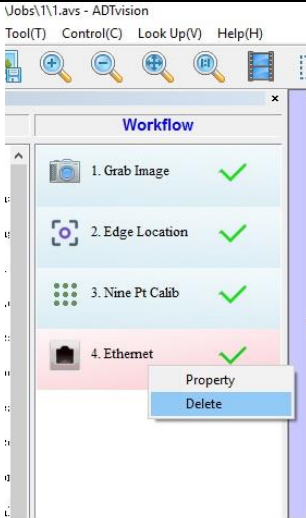 \Jobs\1\1.avs - ADTvision
Tool(T) Control(C) Look Up(V) Help(H)
Workflow
1. Grab Image
2. Edge Location
3. Nine Pt Calib
4. Ethernet
Property
Delete